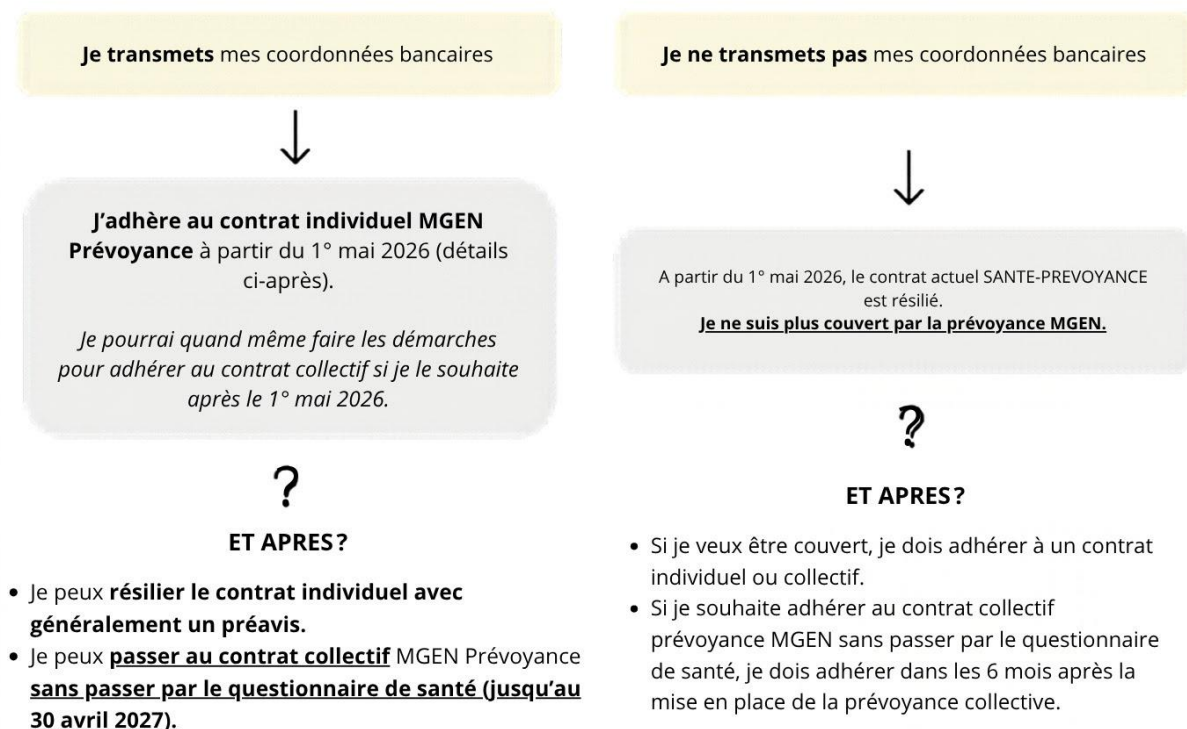 Je transmets mes coordonnées bancaires
J'adhère au contrat individuel MGEN
Prévoyance à partir du 1° mai 2026 (détails
ci-après).
Je pourrai quand même faire les démarches
pour adhérer au contrat collectif si je le souhaite
après le 1° mai 2026.
?
ET APRES ?
• Je peux résilier le contrat individuel avec
généralement un préavis.
• Je peux passer au contrat collectif MGEN Prévoyance
sans passer par le questionnaire de santé (jusqu'au
30 avril 2027).
Je ne transmets pas mes coordonnées bancaires
A partir du 1° mai 2026, le contrat actuel SANTE-PREVOYANCE
est résilié.
Je ne suis plus couvert par la prévoyance MGEN.
?
ET APRES ?
• Si je veux être couvert, je dois adhérer à un contrat
individuel ou collectif.
• Si je souhaite adhérer au contrat collectif
prévoyance MGEN sans passer par le questionnaire
de santé, je dois adhérer dans les 6 mois après la
mise en place de la prévoyance collective.